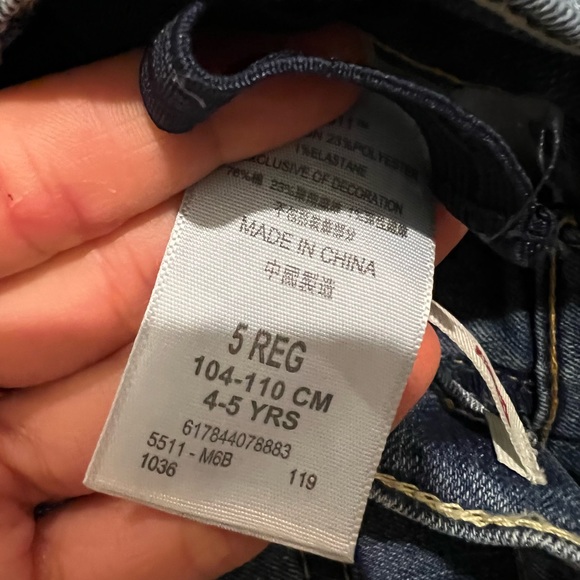 23%POLYESTER
1%ELASTANE
EXCLUSIVE OF DECORATION
MADE IN CHINA
中國製造
5 REG
104-110 CM
4-5 YRS
617844078883
5511 - M6B
1036 119